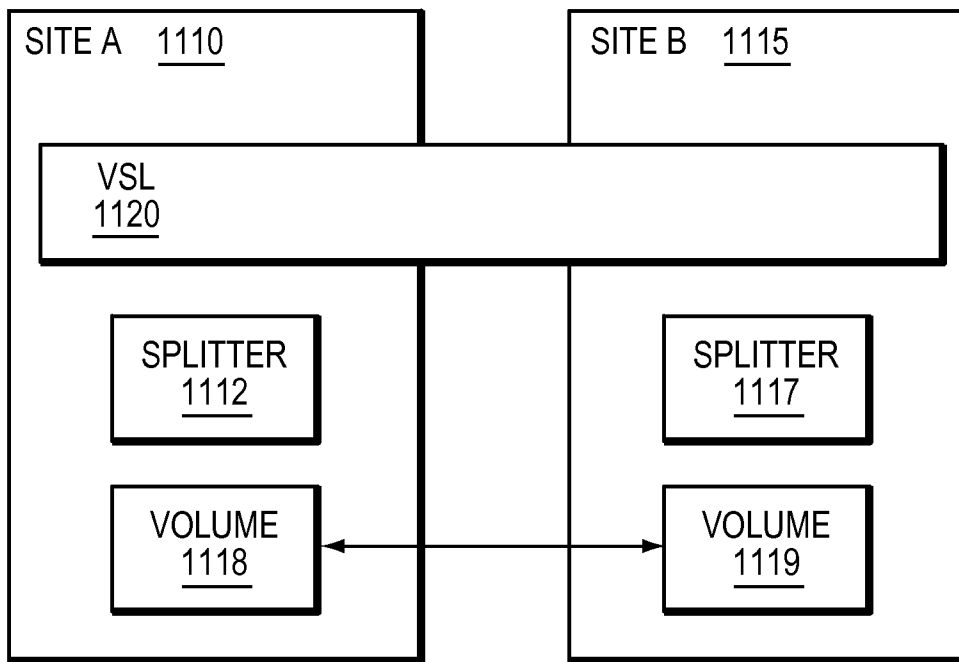 SITE A 1110
SITE B 1115
VSL
1120
SPLITTER
1112
SPLITTER
1117
VOLUME
1118
VOLUME
1119